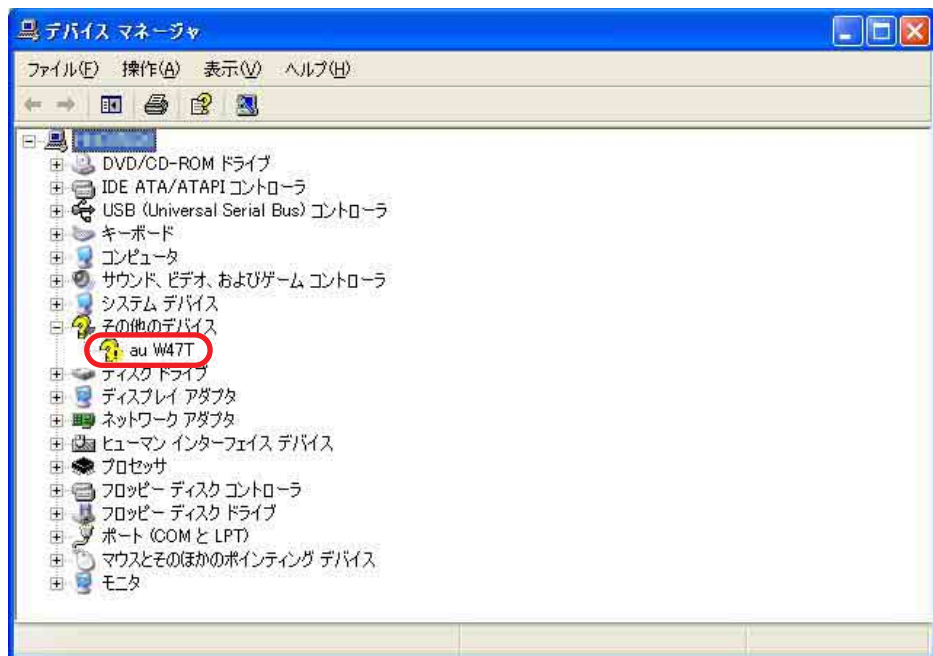 デバイス マネージャ
ファイル(F) 操作(A) 表示(V) ヘルプ(H)
DVD/CD-ROM ドライブ
IDE ATA/ATAPI コントローラ
USB (Universal Serial Bus) コントローラ
キーボード
コンピュータ
サウンド、ビデオ、およびゲーム コントローラ
システム デバイス
その他のデバイス
au W47T
ディスク ドライブ
ディスプレイ アダプタ
ネットワーク アダプタ
ヒューマン インターフェイス デバイス
プロセッサ
フロッピー ディスク コントローラ
フロッピー ディスク ドライブ
ポート (COM と LPT)
マウスとそのほかのポインティング デバイス
モニタ